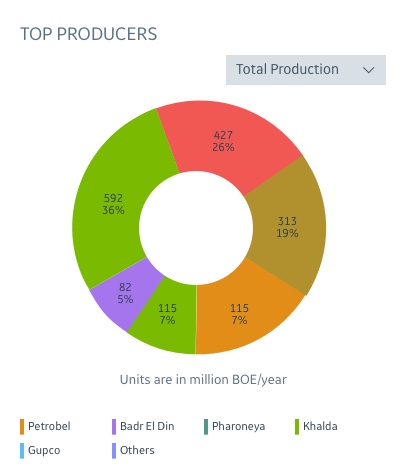 TOP PRODUCERS
Total Production
427
26%
592
36%
313
19%
82
5%
115
7%
115
7%
Units are in million BOE/year
Petrobel
Badr El Din
Pharoneya
Khalda
Gupco
Others